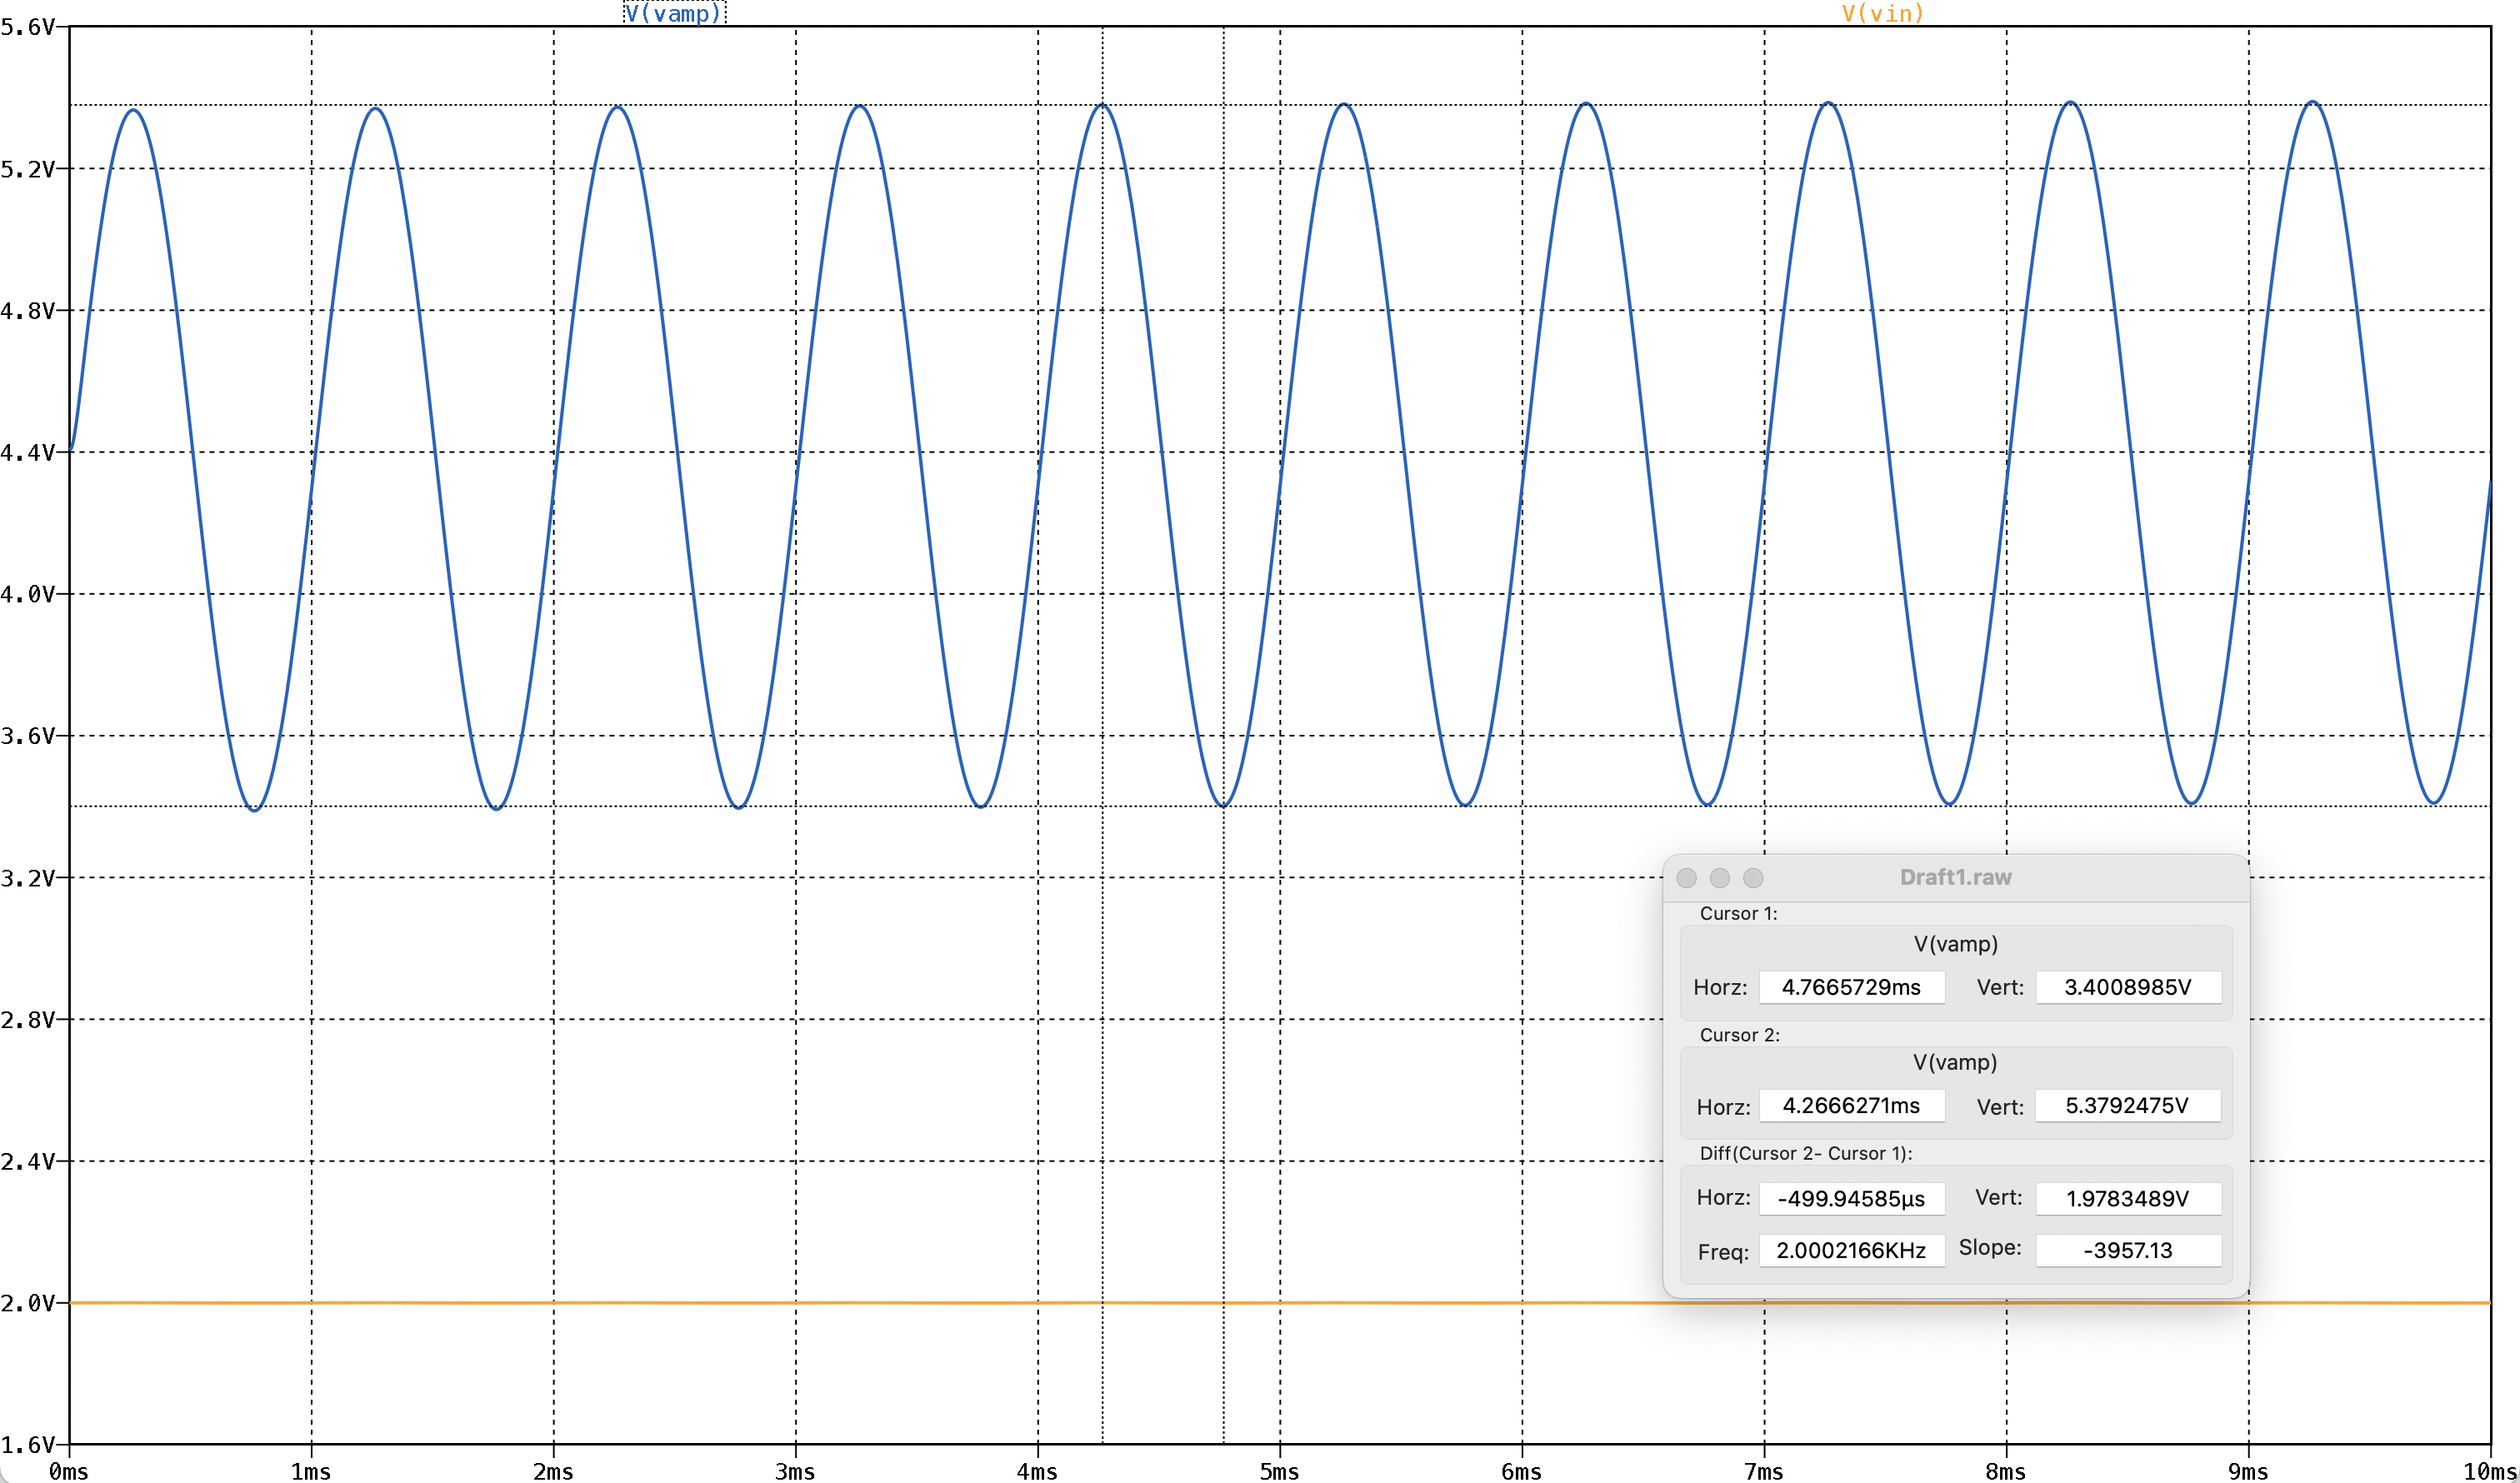 V(vamp) V(vin)
5.6V
5.2V
4.8V
4.4V
4.0V
3.6V
3.2V
2.8V
2.4V
2.0V
1.6V
0ms 1ms 2ms 3ms 4ms 5ms 6ms 7ms 8ms 9ms 10ms
Draft1.raw
Cursor 1:
V(vamp)
Horz: 4.7665729ms Vert: 3.4008985V
Cursor 2:
V(vamp)
Horz: 4.2666271ms Vert: 5.3792475V
Diff(Cursor 2- Cursor 1):
Horz: -499.94585µs Vert: 1.9783489V
Freq: 2.0002166KHz Slope: -3957.13